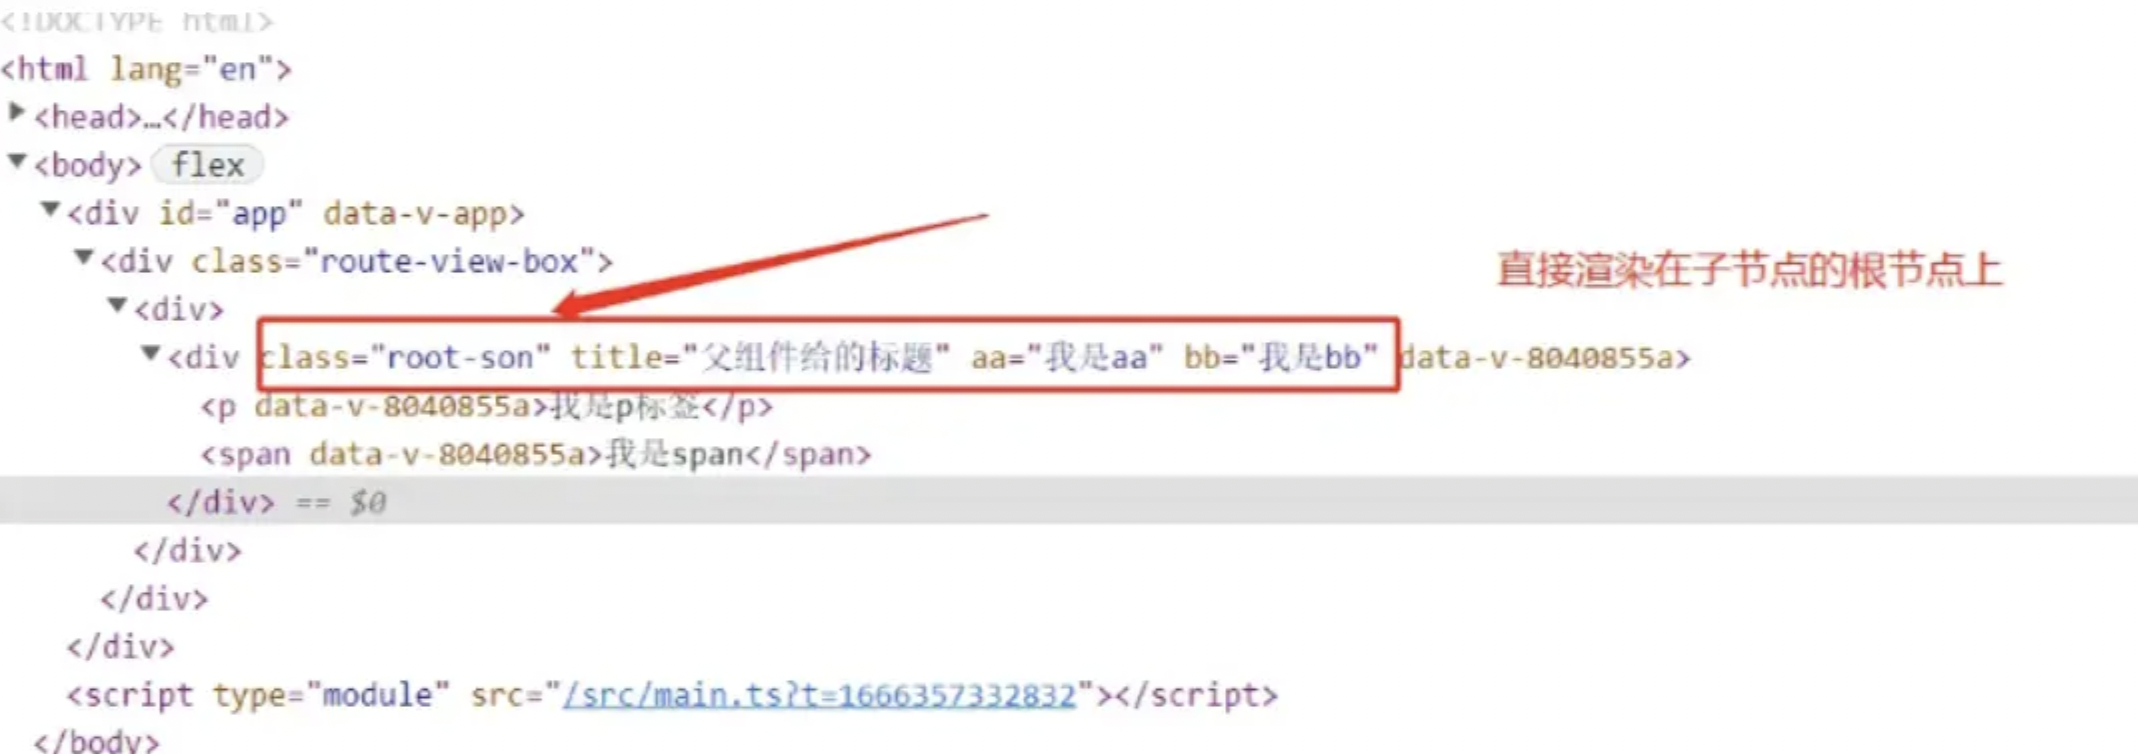 <!DOCTYPE html>
<html lang="en">
<head>…</head>
<body> flex
<div id="app" data-v-app>
<div class="route-view-box">
直接渲染在子节点的根节点上
<div>
<div class="root-son" title="父组件给的标题" aa="我是aa" bb="我是bb" data-v-8040855a>
<p data-v-8040855a>我是p标签</p>
<span data-v-8040855a>我是span</span>
</div> == $0
</div>
</div>
</div>
<script type="module" src="/src/main.ts?t=1666357332832"></script>
</body>